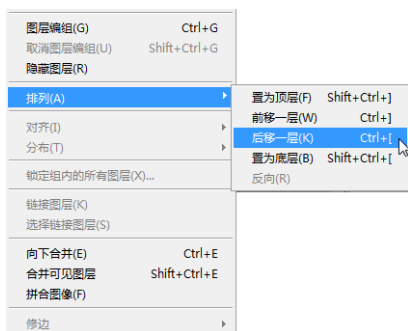 图层编组(G) Ctrl+G
取消图层编组(U) Shift+Ctrl+G
隐藏图层(R)
排列(A)
置为顶层(F) Shift+Ctrl+]
前移一层(W) Ctrl+]
后移一层(K) Ctrl+[
置为底层(B) Shift+Ctrl+[
反向(R)
对齐(I)
分布(T)
锁定组内的所有图层(X)...
链接图层(K)
选择链接图层(S)
向下合并(E) Ctrl+E
合并可见图层 Shift+Ctrl+E
拼合图像(F)
修边